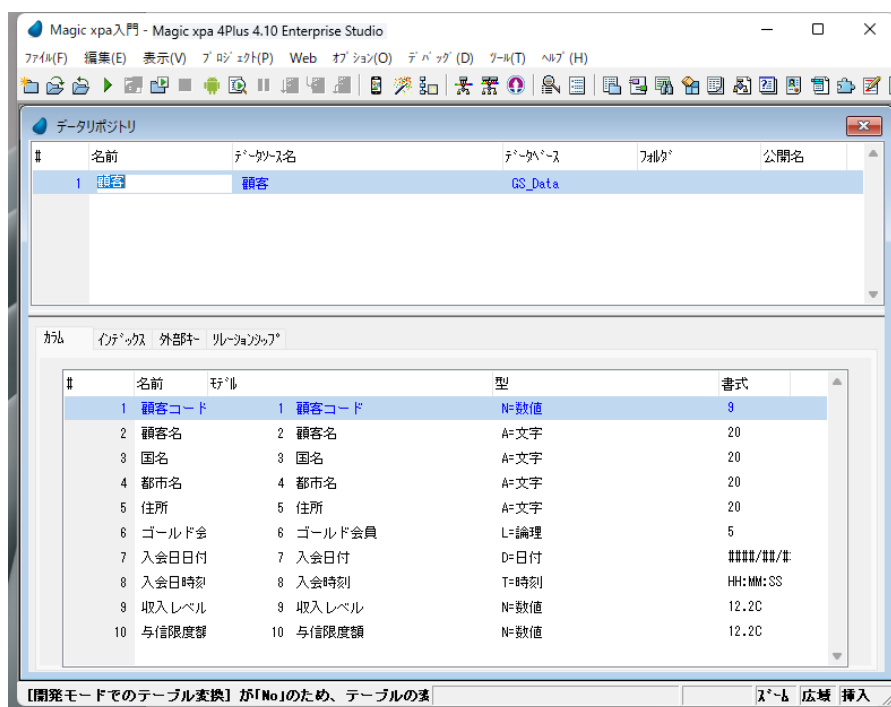 Magic xpa入門 - Magic xpa 4Plus 4.10 Enterprise Studio
ﾌｧｲﾙ(F) 編集(E) 表示(V) ﾌﾟﾛｼﾞｪｸﾄ(P) Web ｵﾌﾟｼｮﾝ(O) ﾃﾞﾊﾞｯｸﾞ(D) ﾂｰﾙ(T) ﾍﾙﾌﾟ(H)
データリポジトリ
# 名前 ﾃﾞｰﾀｿｰｽ名 ﾃﾞｰﾀﾍﾞｰｽ ﾌｫﾙﾀﾞ 公開名
1 顧客 顧客 GS_Data
ｶﾗﾑ ｲﾝﾃﾞｯｸｽ 外部ｷｰ ﾘﾚｰｼｮﾝｼｯﾌﾟ
# 名前 ﾓﾃﾞﾙ 型 書式
1 顧客コード 1 顧客コード N=数値 9
2 顧客名 2 顧客名 A=文字 20
3 国名 3 国名 A=文字 20
4 都市名 4 都市名 A=文字 20
5 住所 5 住所 A=文字 20
6 ゴールド会 6 ゴールド会員 L=論理 5
7 入会日日付 7 入会日付 D=日付 ####/##/#
8 入会日時刻 8 入会時刻 T=時刻 HH:MM:SS
9 収入レベル 9 収入レベル N=数値 12.2C
10 与信限度額 10 与信限度額 N=数値 12.2C
[開発モードでのテーブル変換] が「No」のため、テーブルの変
ｽﾞｰﾑ 広域 挿入